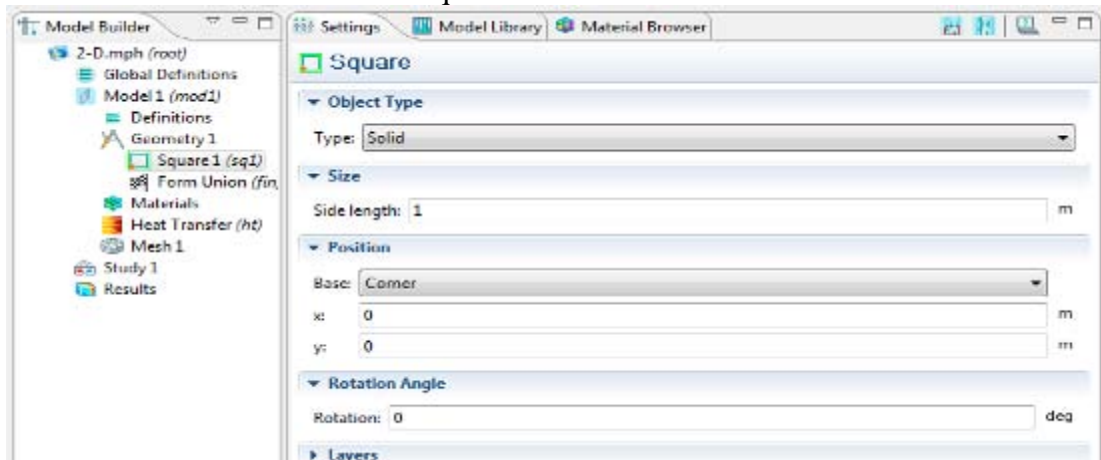 Model Builder
2-D.mph (root)
Global Definitions
Model 1 (mod1)
Definitions
Geometry 1
Square 1 (sq1)
Form Union (fin,
Materials
Heat Transfer (ht)
Mesh 1
Study 1
Results
Settings Model Library Material Browser
Square
Object Type
Type: Solid
Size
Side length: 1 m
Position
Base: Corner
x: 0 m
y: 0 m
Rotation Angle
Rotation: 0 deg
Layers